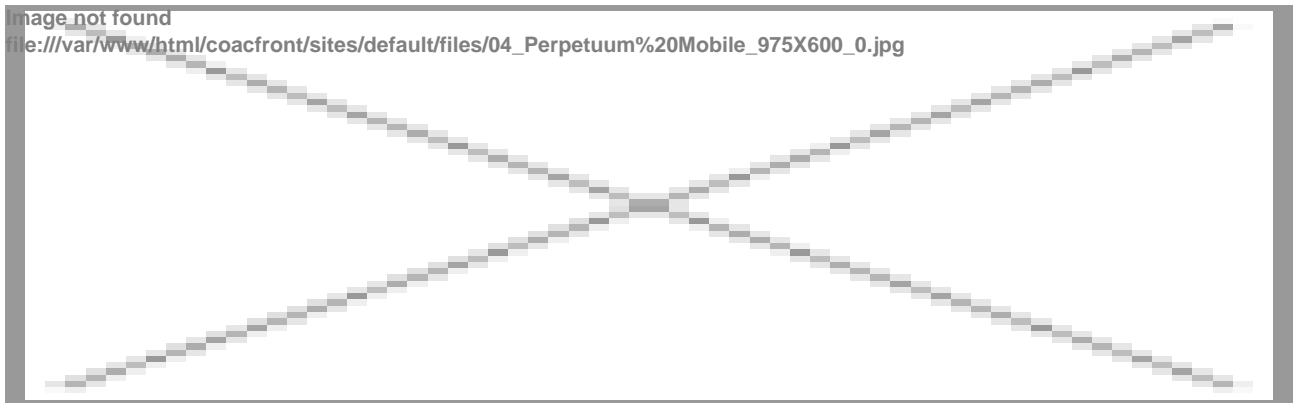 Image not found
file:///var/www/html/coacfront/sites/default/files/04_Perpetuum%20Mobile_975X600_0.jpg